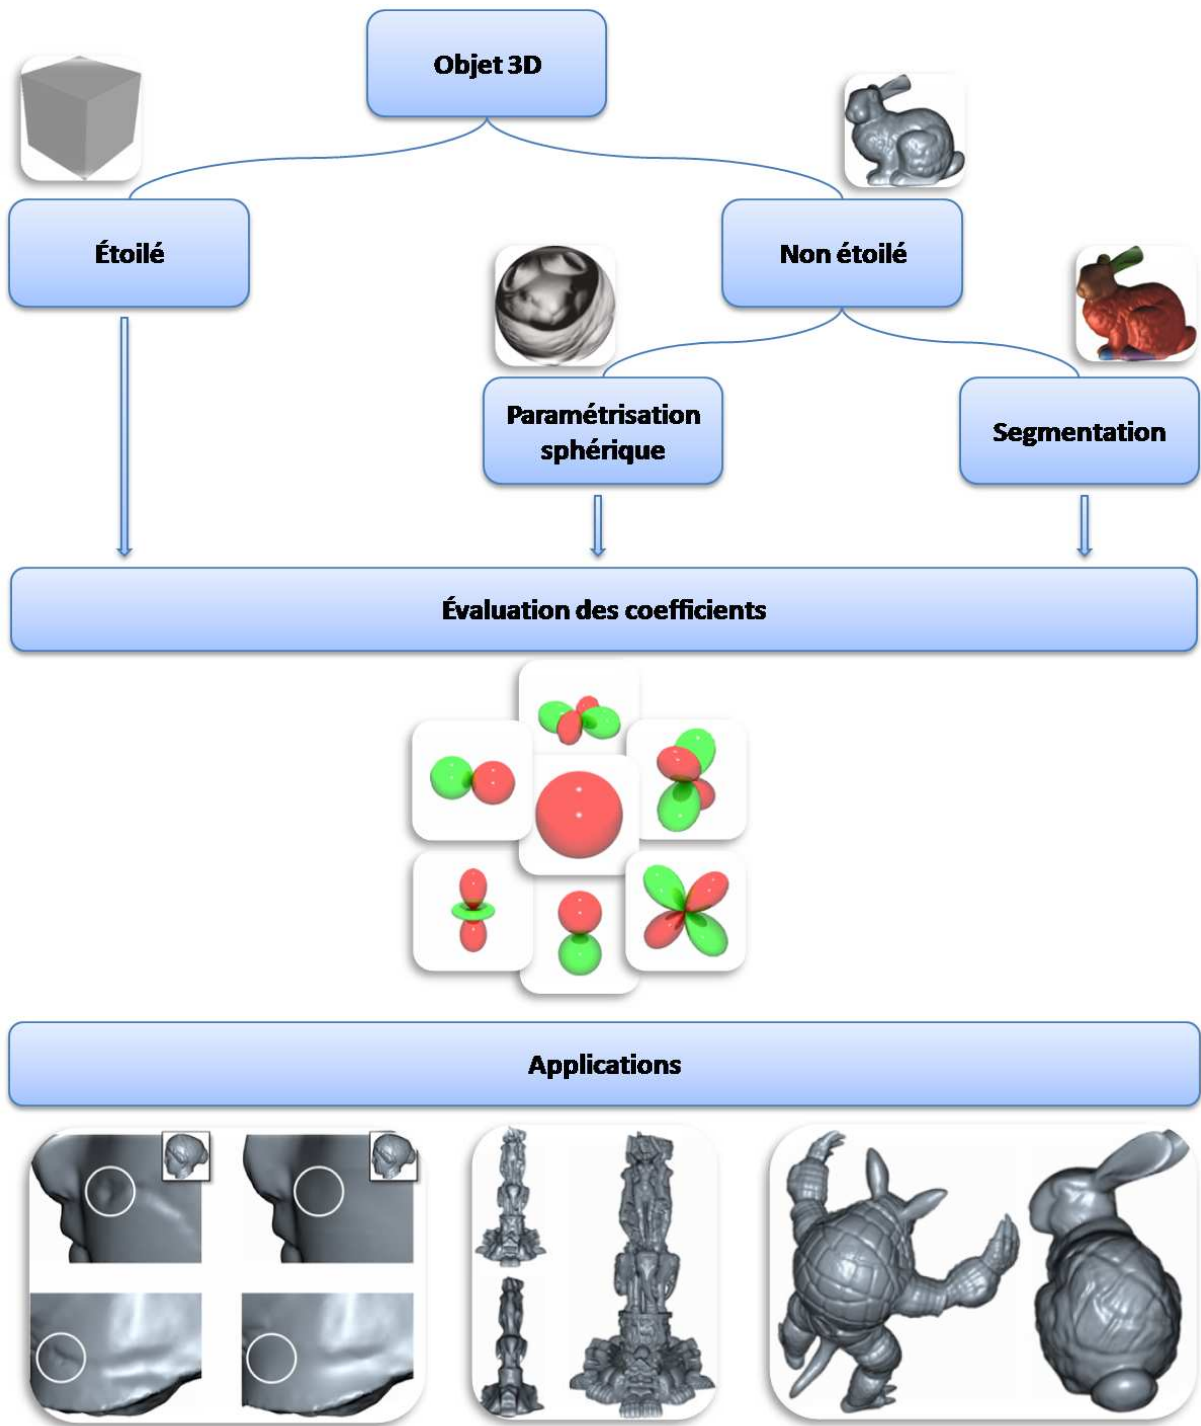 Objet 3D
Étoilé
Non étoilé
Paramétrisation
sphérique
Segmentation
Évaluation des coefficients
Applications